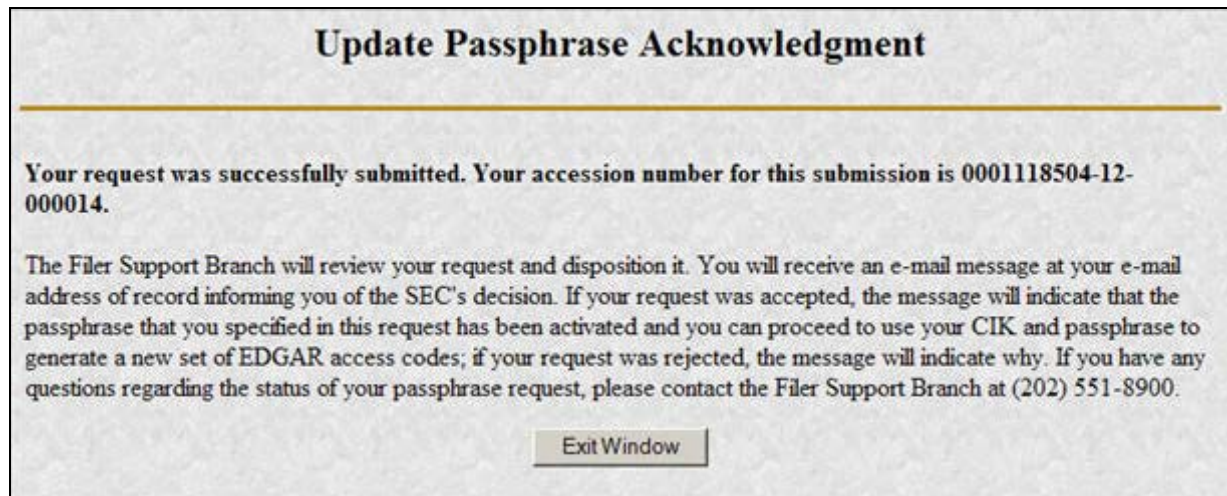 Update Passphrase Acknowledgment
Your request was successfully submitted. Your accession number for this submission is 0001118504-12-
000014.
The Filer Support Branch will review your request and disposition it. You will receive an e-mail message at your e-mail
address of record informing you of the SEC's decision. If your request was accepted, the message will indicate that the
passphrase that you specified in this request has been activated and you can proceed to use your CIK and passphrase to
generate a new set of EDGAR access codes; if your request was rejected, the message will indicate why. If you have any
questions regarding the status of your passphrase request, please contact the Filer Support Branch at (202) 551-8900.
Exit Window